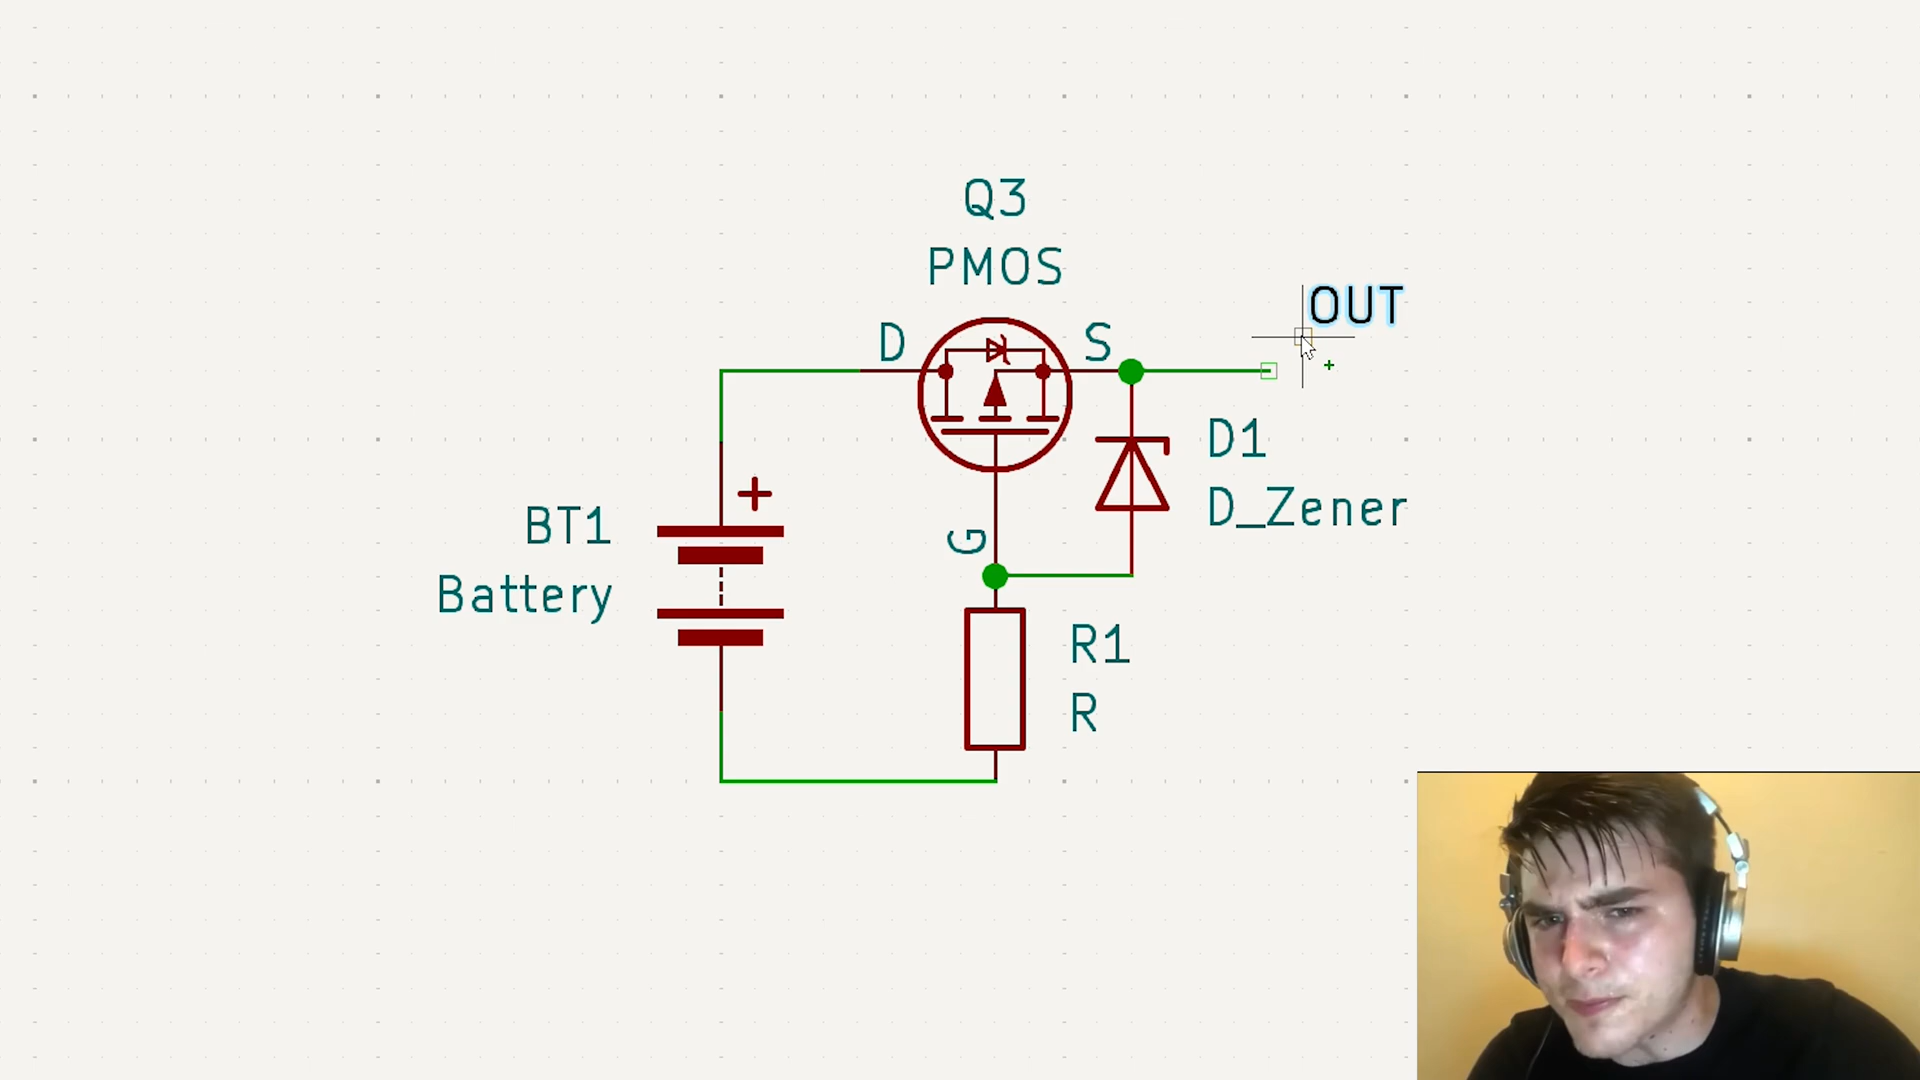 Q3
PMOS
D
S
OUT
G
D1
D_Zener
+
BT1
Battery
R1
R